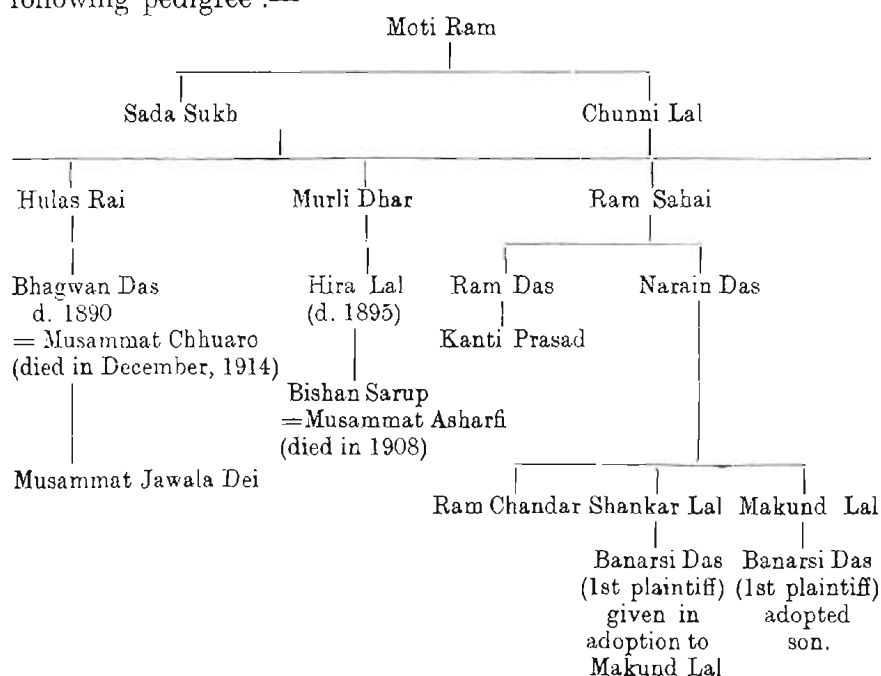 following pedigree :—
Moti Ram
Sada Sukh Chunni Lal
Hulas Rai Murli Dhar Ram Sahai
Bhagwan Das Hira Lal Ram Das Narain Das
d. 1890 (d. 1895)
= Musammat Chhuaro Kanti Prasad
(died in December, 1914)
Bishan Sarup
=Musammat Asharfi
(died in 1908)
Musammat Jawala Dei
Ram Chandar Shankar Lal Makund Lal
Banarsi Das Banarsi Das
(1st plaintiff) (1st plaintiff)
given in adopted
adoption to son.
Makund Lal